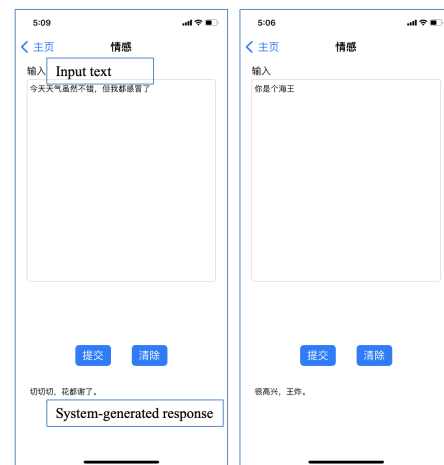 5:09
主页
情感
输入
Input text
今天天气虽然不错，但我都感冒了
提交
清除
切切切，花都谢了。
System-generated response
5:06
主页
情感
输入
你是个海王
提交
清除
很高兴，王炸。